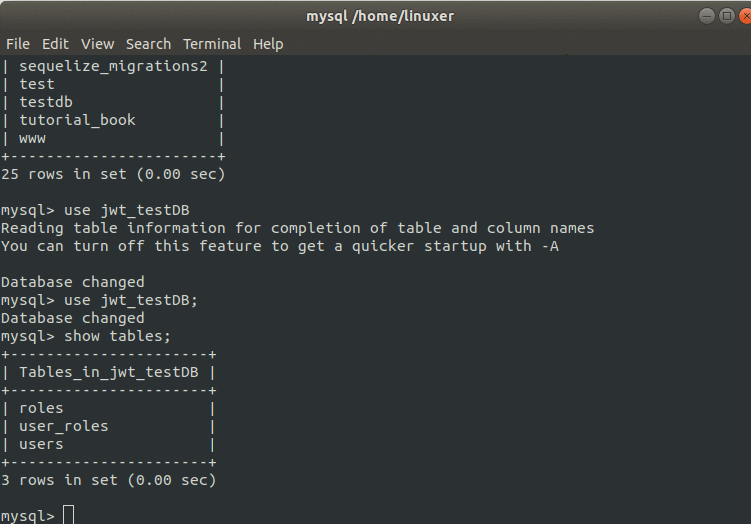 mysql /home/linuxer
File Edit View Search Terminal Help
| sequelize_migrations2 |
| test                  |
| testdb                |
| tutorial_book         |
| www                   |
+-----------------------+
25 rows in set (0.00 sec)
mysql> use jwt_testDB
Reading table information for completion of table and column names
You can turn off this feature to get a quicker startup with -A
Database changed
mysql> use jwt_testDB;
Database changed
mysql> show tables;
+----------------------+
| Tables_in_jwt_testDB |
+----------------------+
| roles                |
| user_roles           |
| users                |
+----------------------+
3 rows in set (0.00 sec)
mysql>